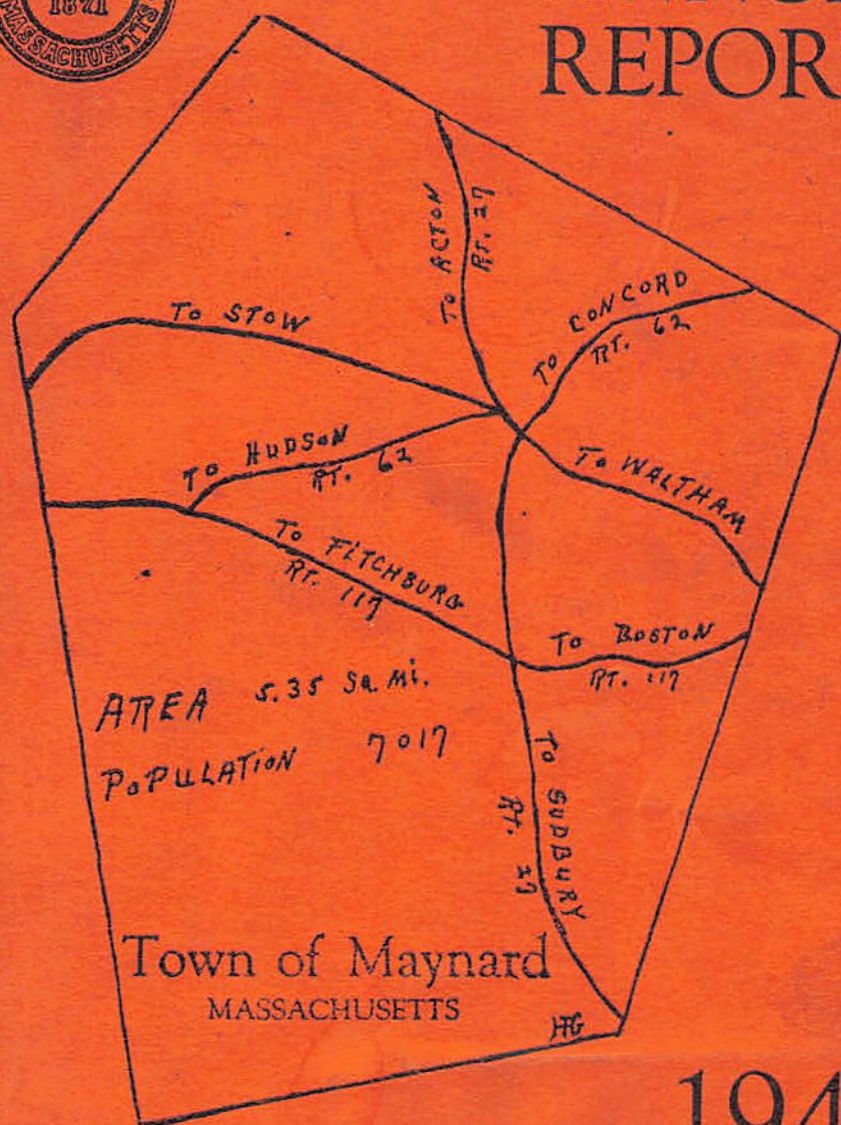 1871
MASSACHUSETTS
REPOR
TO ACTON
RT. 27
TO CONCORD
RT. 62
TO STOW
TO HUDSON
RT. 62
TO WALTHAM
TO FITCHBURG
RT. 117
TO BOSTON
RT. 117
AREA 5.35 SQ. Mi.
POPULATION 7017
TO SUDBURY
RT. 27
Town of Maynard
MASSACHUSETTS
HG
194